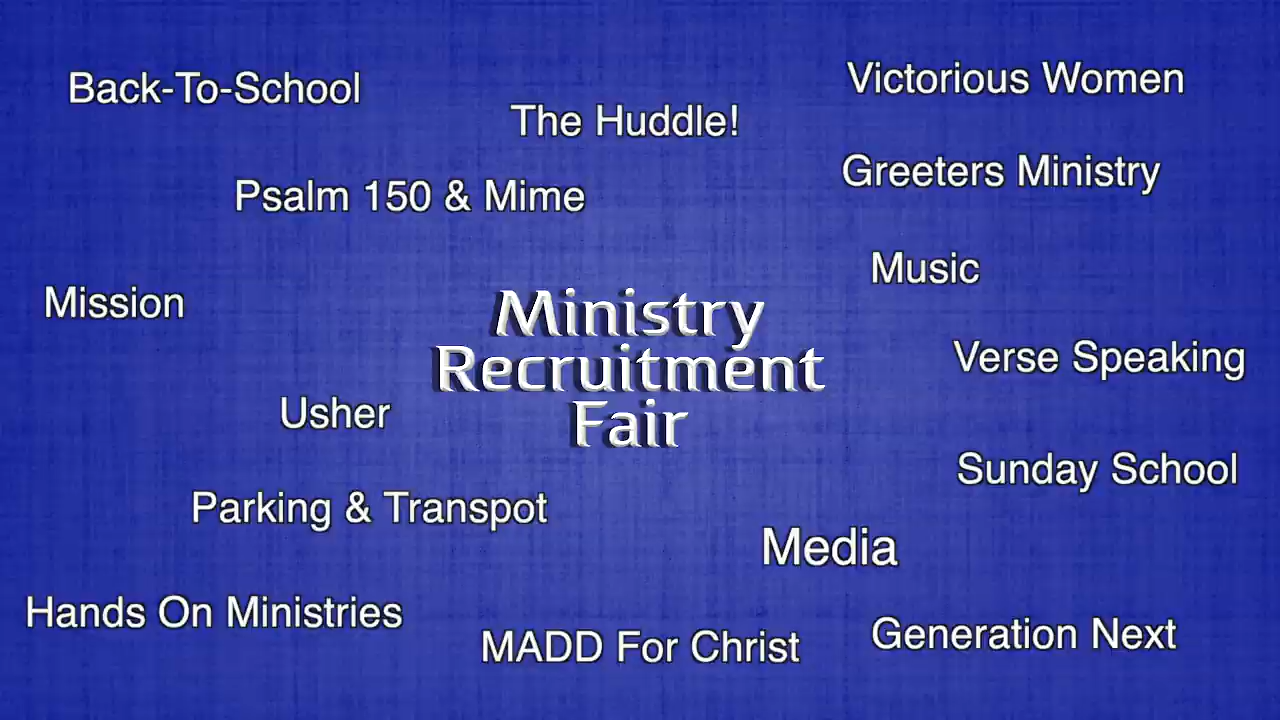 Back-To-School
Victorious Women
The Huddle!
Greeters Ministry
Psalm 150 & Mime
Music
Mission
Ministry
Recruitment
Fair
Verse Speaking
Usher
Sunday School
Parking & Transpot
Media
Hands On Ministries
MADD For Christ
Generation Next